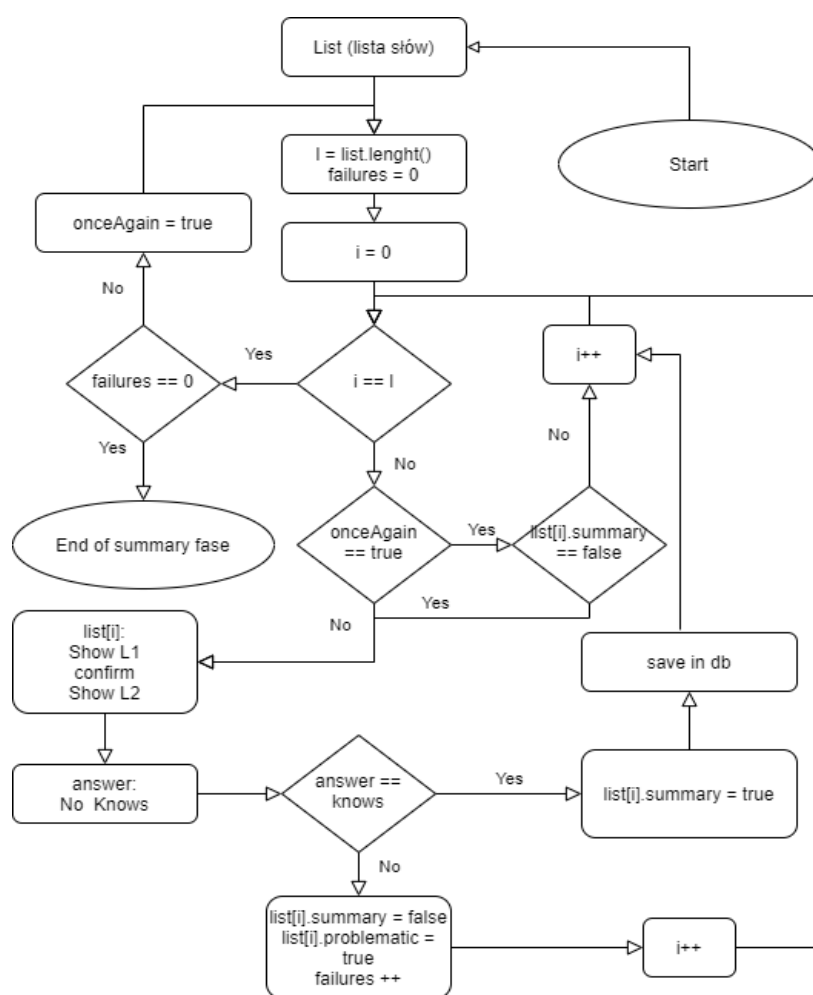 List (lista słów)
Start
l = list.lenght()
failures = 0
onceAgain = true
i = 0
No
Yes
failures == 0
i == l
i++
Yes
No
No
End of summary fase
onceAgain
== true
Yes
list[i].summary
== false
No
Yes
list[i]:
Show L1
confirm
Show L2
save in db
answer:
No  Knows
answer ==
knows
Yes
list[i].summary = true
No
list[i].summary = false
list[i].problematic =
true
failures ++
i++